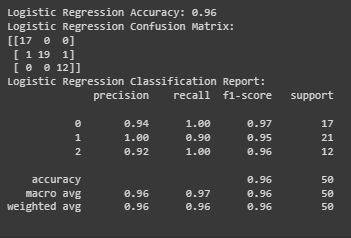 Logistic Regression Accuracy: 0.96
Logistic Regression Confusion Matrix:
[[17  0  0]
 [ 1 19  1]
 [ 0  0 12]]
Logistic Regression Classification Report:
              precision    recall  f1-score   support

           0       0.94      1.00      0.97        17
           1       1.00      0.90      0.95        21
           2       0.92      1.00      0.96        12

    accuracy                           0.96        50
   macro avg       0.96      0.97      0.96        50
weighted avg       0.96      0.96      0.96        50